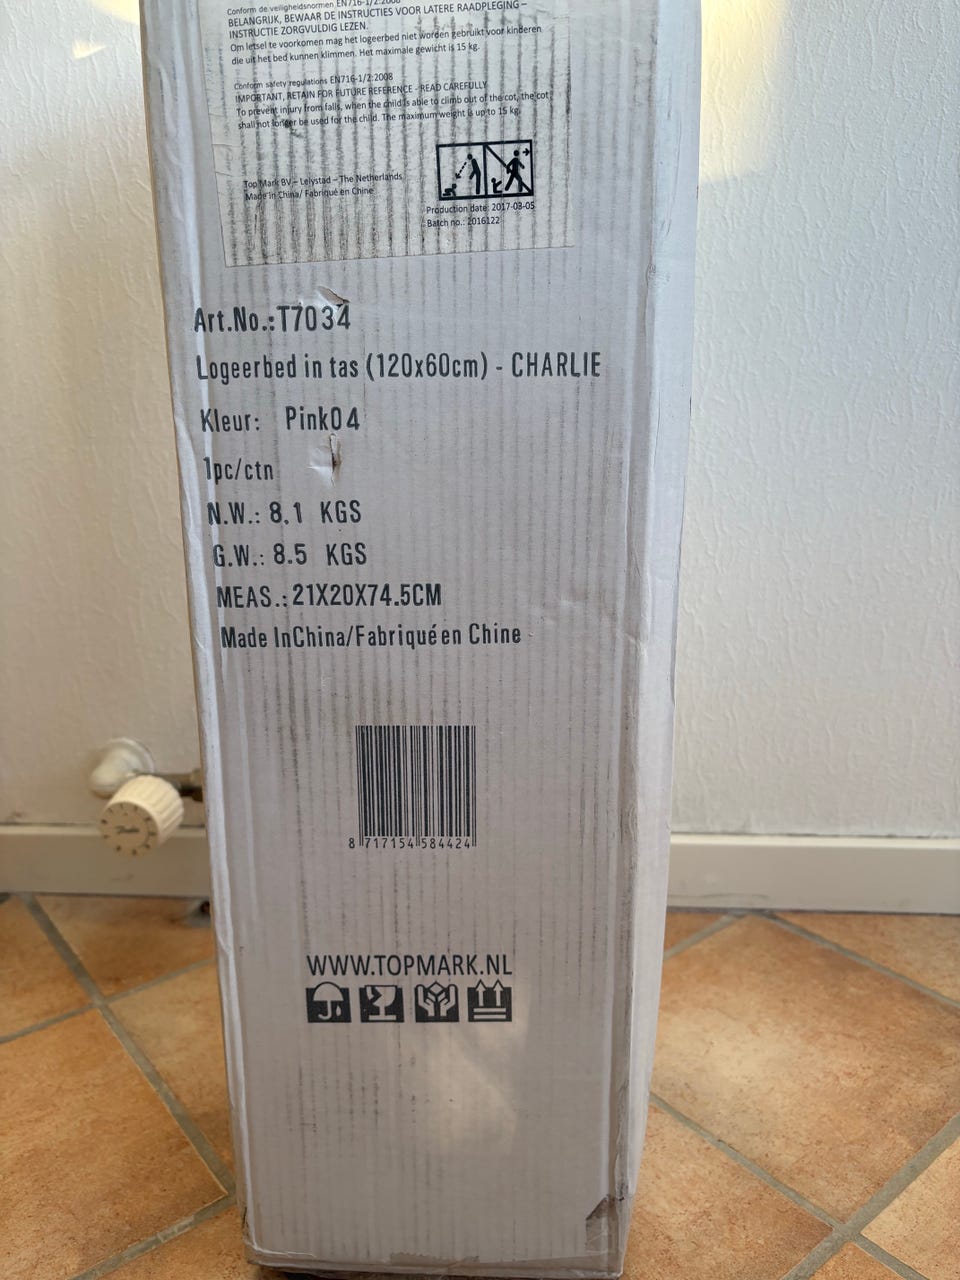 Conform de veiligheidsnormen EN716-1/2:2008
BELANGRIJK, BEWAAR DE INSTRUCTIES VOOR LATERE RAADPLEGING –
INSTRUCTIE ZORGVULDIG LEZEN.
Om letsel te voorkomen mag het logeerbed niet worden gebruikt voor kinderen
die uit het bed kunnen klimmen. Het maximale gewicht is 15 kg.
Conform safety regulations EN716-1/2:2008
IMPORTANT, RETAIN FOR FUTURE REFERENCE - READ CAREFULLY
To prevent injury from falls, when the child is able to climb out of the cot, the cot
shall not longer be used for the child. The maximum weight is up to 15 kg.
Top Mark BV – Lelystad – The Netherlands
Made in China/ Fabriqué en Chine
Production date: 2017-03-05
Batch no.: 2016122
Art.No.:T7034
Logeerbed in tas (120x60cm) - CHARLIE
Kleur: Pink04
1pc/ctn
N.W.: 8.1 KGS
G.W.: 8.5 KGS
MEAS.:21X20X74.5CM
Made InChina/Fabriqué en Chine
8 717154 584424
WWW.TOPMARK.NL